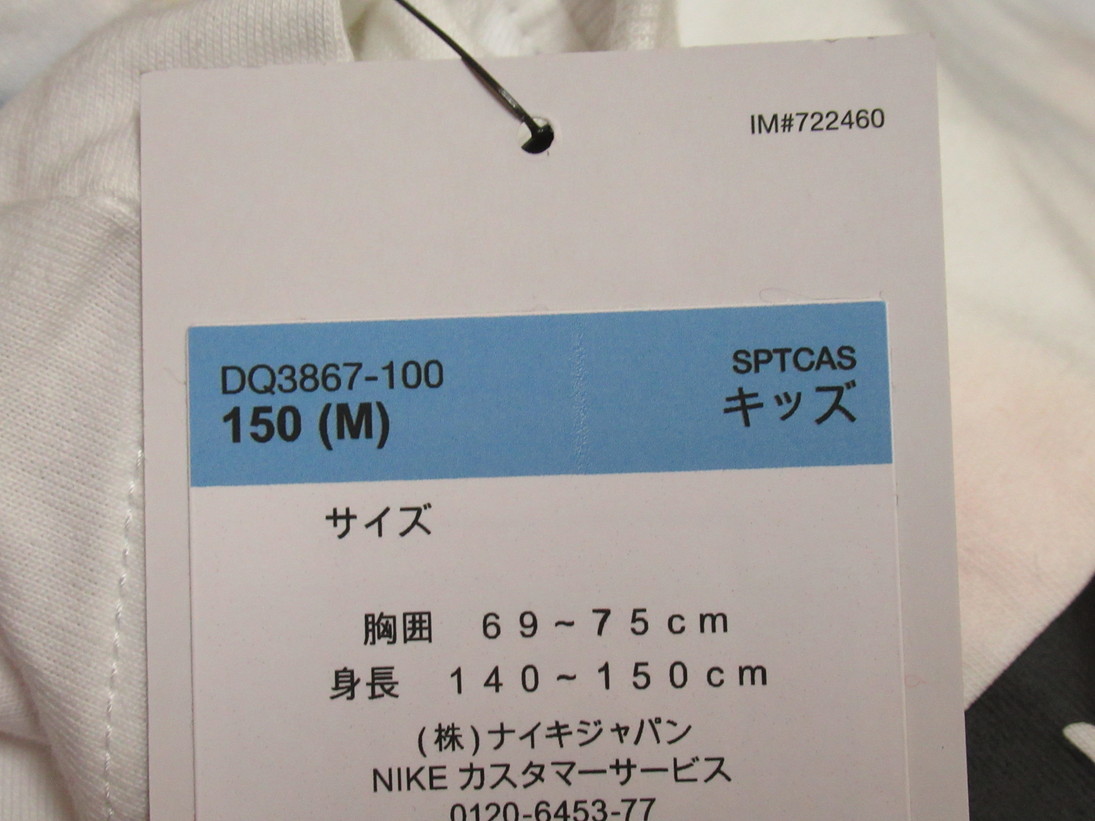 IM#722460
DQ3867-100
150 (M)
SPTCAS
キッズ
サイズ
胸囲 69~75cm
身長 140~150cm
(株)ナイキジャパン
NIKE カスタマーサービス
0120-6453-77